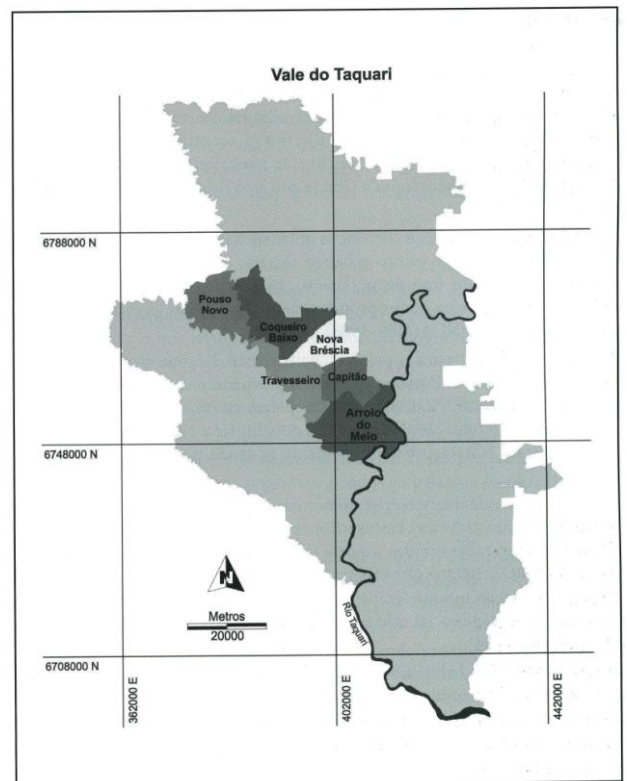 Vale do Taquari
6788000 N
Pouso
Novo
Coqueiro
Baixo
Nova
Bréscia
Travesseiro
Capitão
Arroio
do
Meio
6748000 N
N
Metros
20000
Rio Taquari
6708000 N
362000 E
402000 E
442000 E